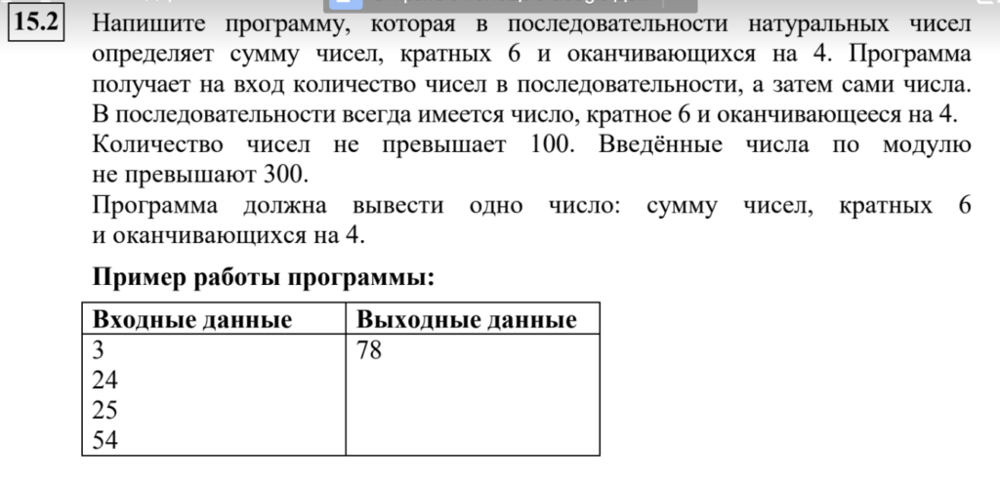 15.2 Напишите программу, которая в последовательности натуральных чисел
определяет сумму чисел, кратных 6 и оканчивающихся на 4. Программа
получает на вход количество чисел в последовательности, а затем сами числа.
В последовательности всегда имеется число, кратное 6 и оканчивающееся на 4.
Количество чисел не превышает 100. Введённые числа по модулю
не превышают 300.
Программа должна вывести одно число: сумму чисел, кратных 6
и оканчивающихся на 4.
Пример работы программы:
Входные данные Выходные данные
3 78
24
25
54